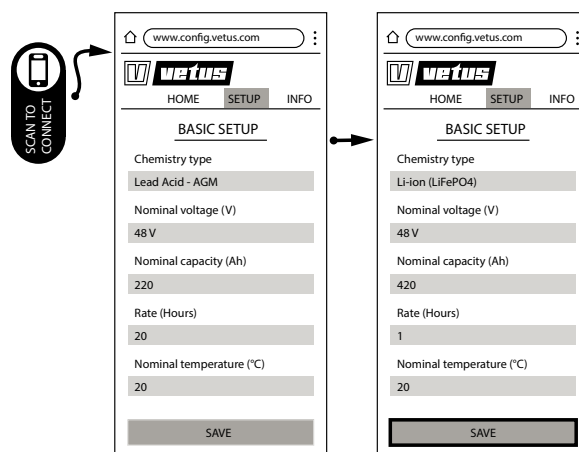 SCAN TO
CONNECT
www.config.vetus.com
V vetus
HOME SETUP INFO
BASIC SETUP
Chemistry type
Lead Acid - AGM
Nominal voltage (V)
48 V
Nominal capacity (Ah)
220
Rate (Hours)
20
Nominal temperature (°C)
20
SAVE
www.config.vetus.com
V vetus
HOME SETUP INFO
BASIC SETUP
Chemistry type
Li-ion (LiFePO4)
Nominal voltage (V)
48 V
Nominal capacity (Ah)
420
Rate (Hours)
1
Nominal temperature (°C)
20
SAVE